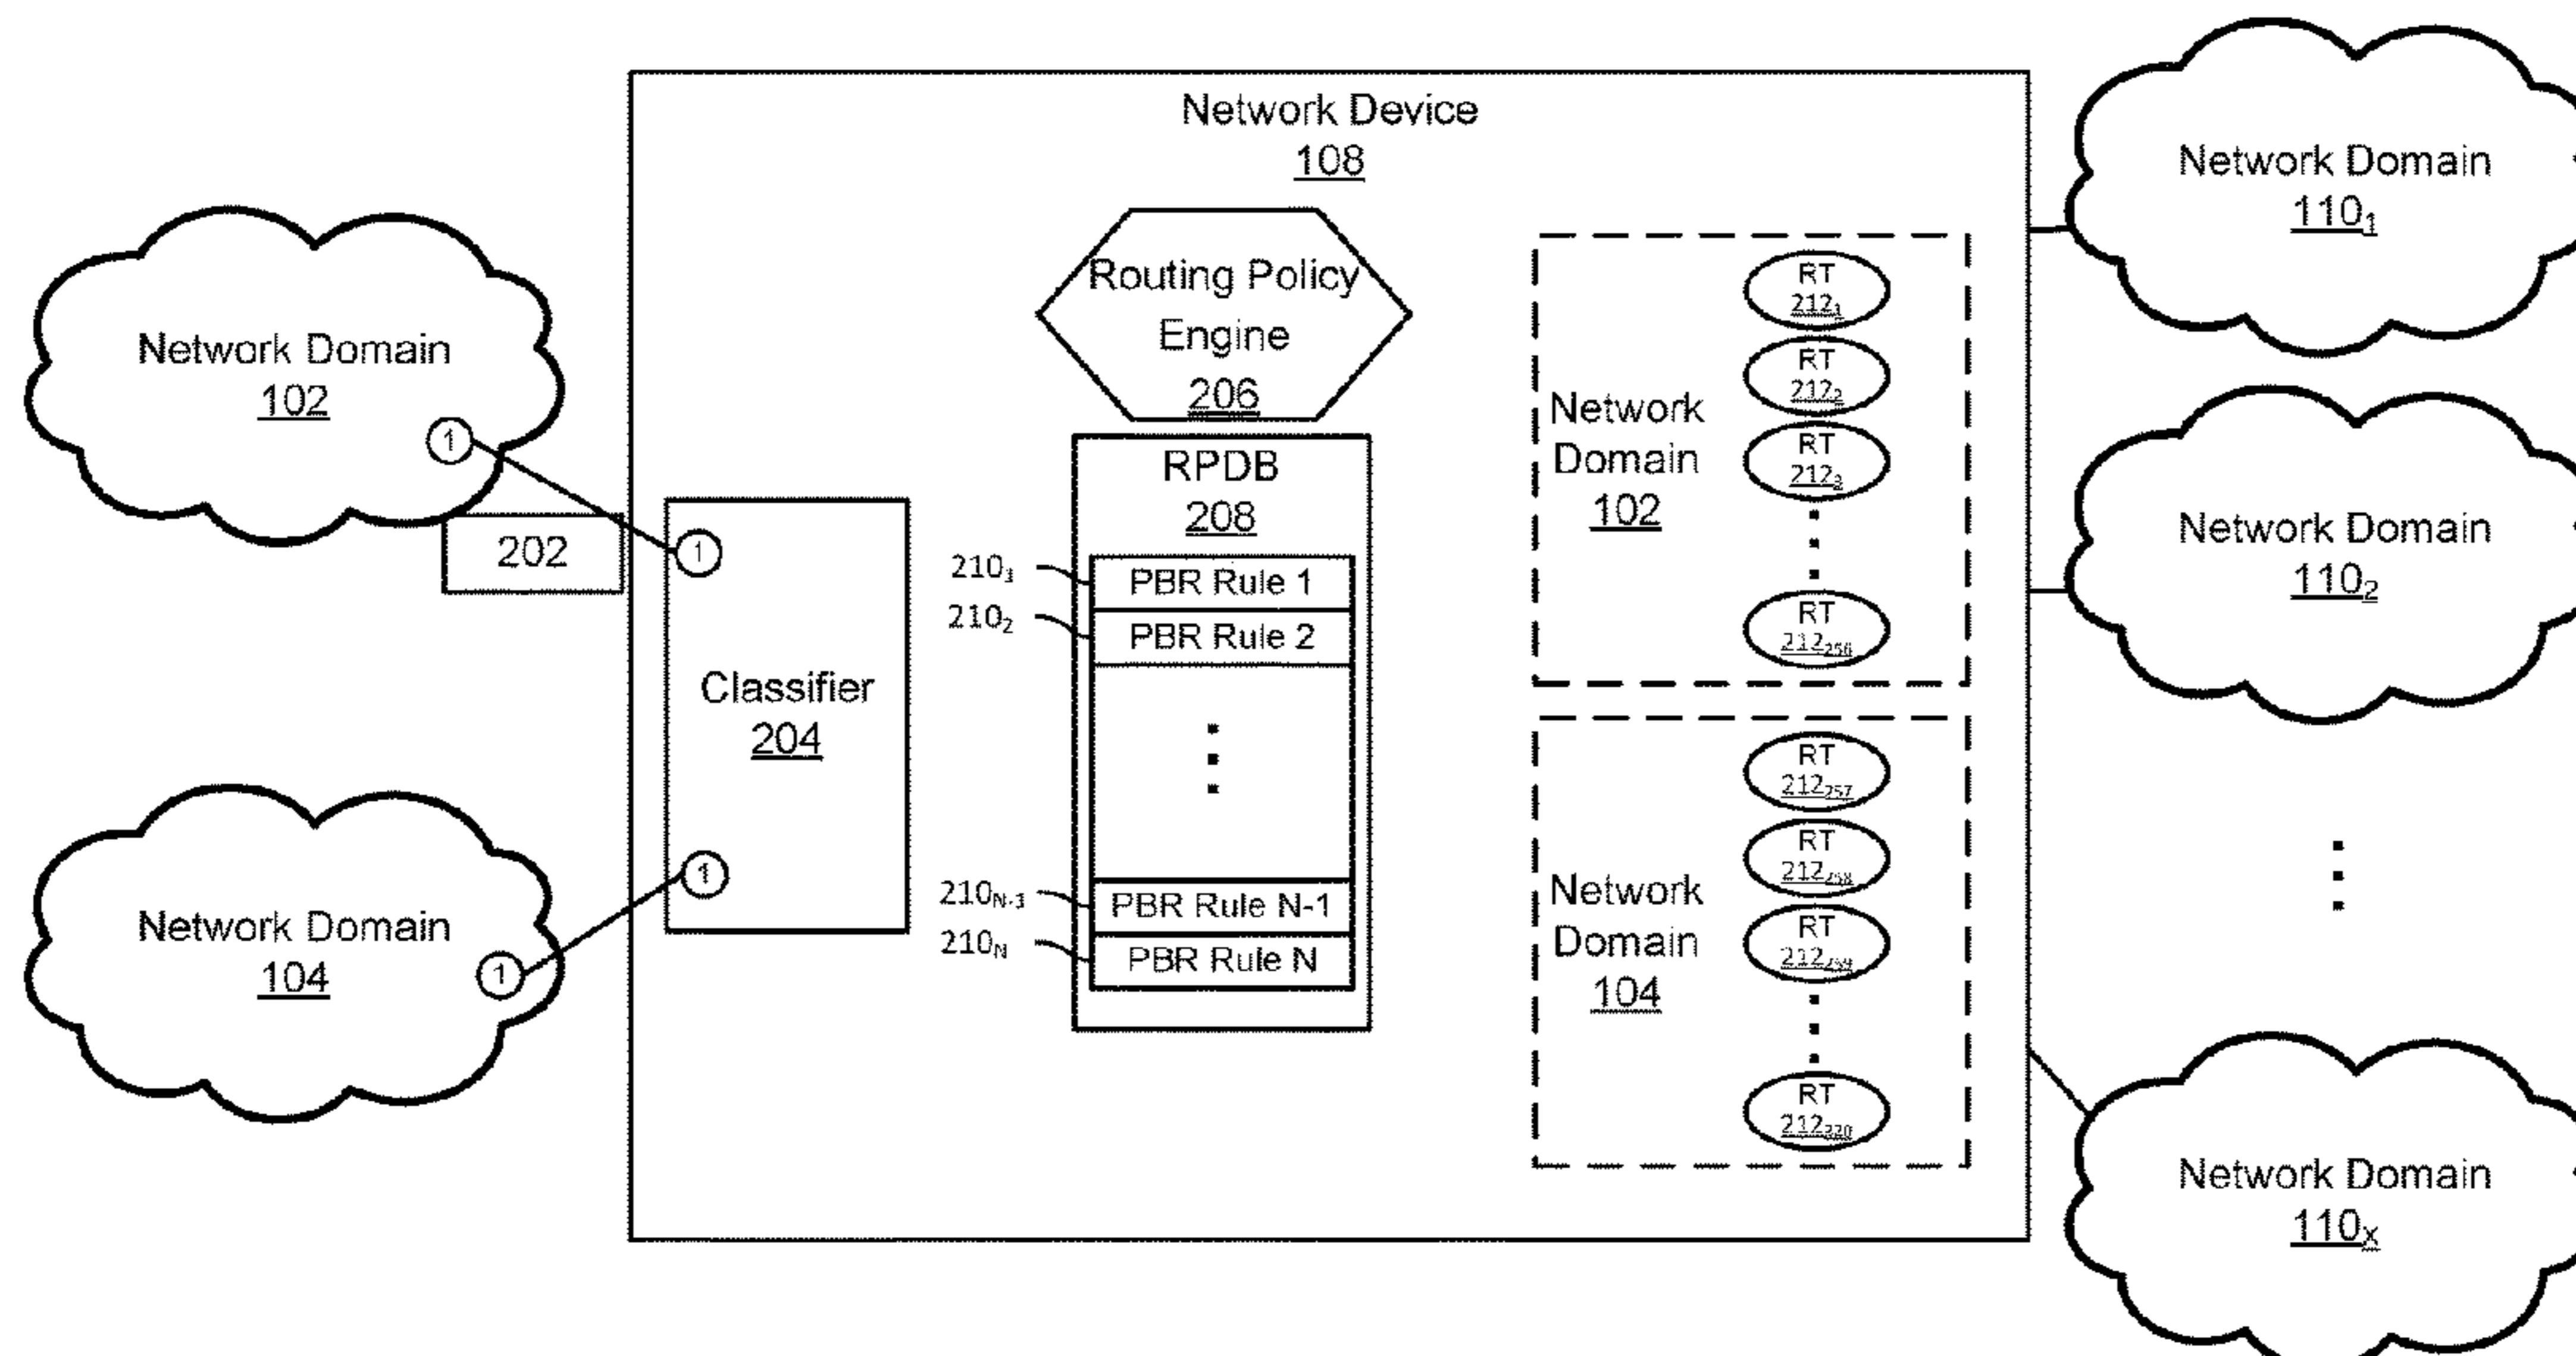 Network Device
108
Network Domain
102
1
202
Network Domain
104
1
1
Classifier
204
1
Routing Policy
Engine
206
RPDB
208
210₁
PBR Rule 1
210₂
PBR Rule 2
210N-1
PBR Rule N-1
210N
PBR Rule N
Network
Domain
102
RT
212₁
RT
212₂
RT
212₃
RT
212₂₅₆
Network
Domain
104
RT
212₂₅₇
RT
212₂₅₈
RT
212₂₅₉
RT
Network Domain
110₁
Network Domain
110₂
Network Domain
110X